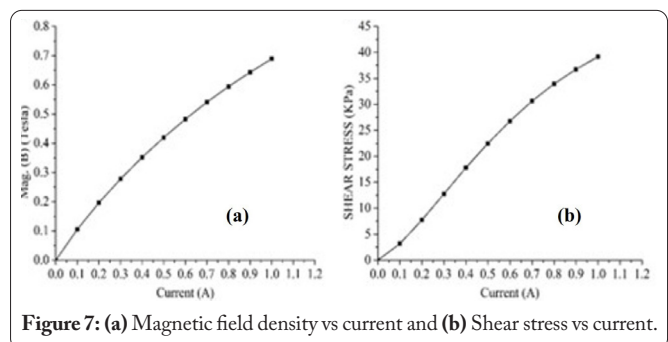 0.8
0.7
0.6
0.5
0.4
0.3
0.2
0.1
0.0
Mag. (B) (Tesla)
(a)
0.0 0.1 0.2 0.3 0.4 0.5 0.6 0.7 0.8 0.9 1.0 1.1 1.2
Current (A)
45
40
35
30
25
20
15
10
5
0
SHEAR STRESS (KPa)
(b)
0.0 0.1 0.2 0.3 0.4 0.5 0.6 0.7 0.8 0.9 1.0 1.1 1.2
Current (A)
Figure 7: (a) Magnetic field density vs current and (b) Shear stress vs current.